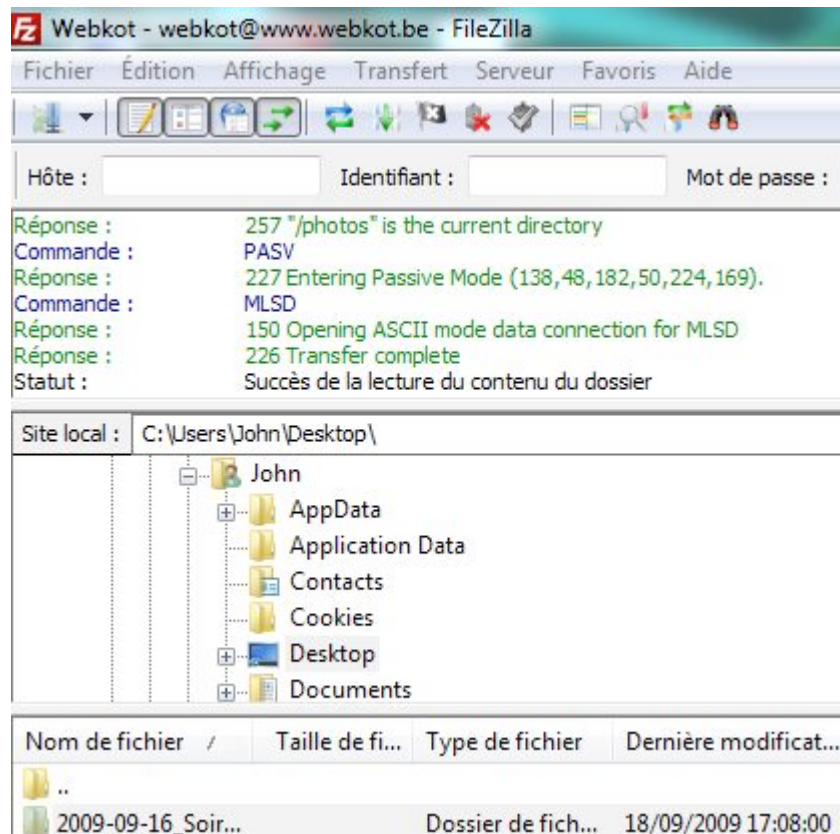 Webkot - webkot@www.webkot.be - FileZilla
Fichier Édition Affichage Transfert Serveur Favoris Aide
Hôte : Identifiant : Mot de passe :
Réponse : 257 "/photos" is the current directory
Commande : PASV
Réponse : 227 Entering Passive Mode (138,48,182,50,224,169).
Commande : MLSD
Réponse : 150 Opening ASCII mode data connection for MLSD
Réponse : 226 Transfer complete
Statut : Succès de la lecture du contenu du dossier
Site local : C:\Users\John\Desktop\
John
AppData
Application Data
Contacts
Cookies
Desktop
Documents
Nom de fichier / Taille de fi... Type de fichier Dernière modificat...
..
2009-09-16_Soir... Dossier de fich... 18/09/2009 17:08:00